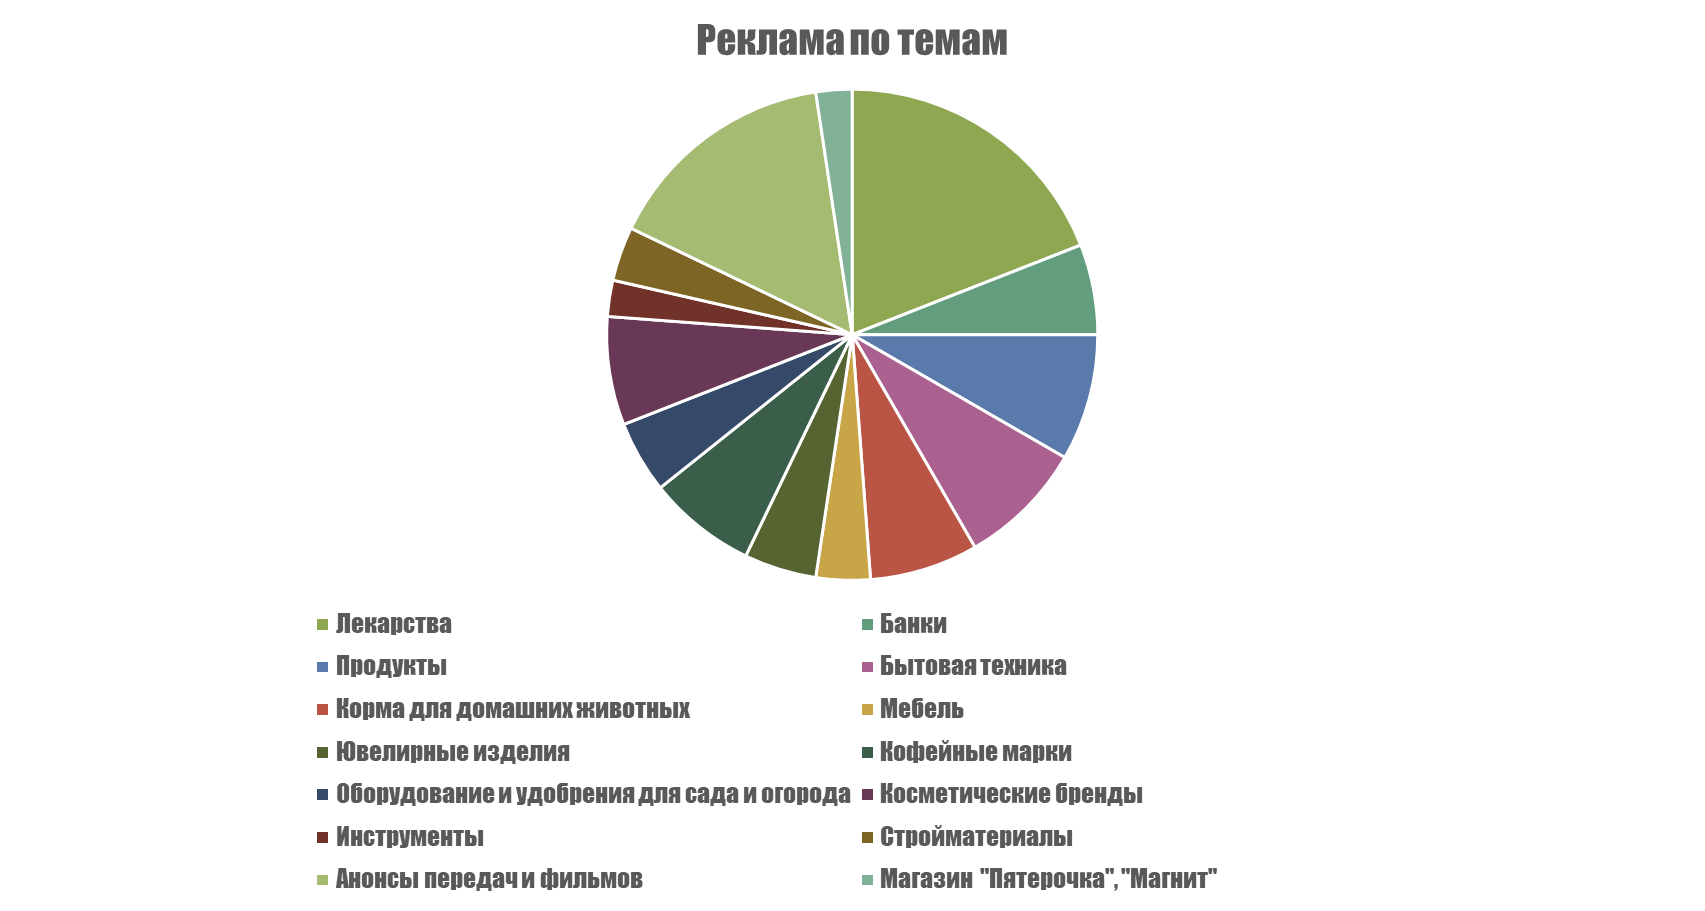 Реклама по темам
Лекарства
Банки
Продукты
Бытовая техника
Корма для домашних животных
Мебель
Ювелирные изделия
Кофейные марки
Оборудование и удобрения для сада и огорода
Косметические бренды
Инструменты
Стройматериалы
Анонсы передач и фильмов
Магазин "Пятерочка", "Магнит"